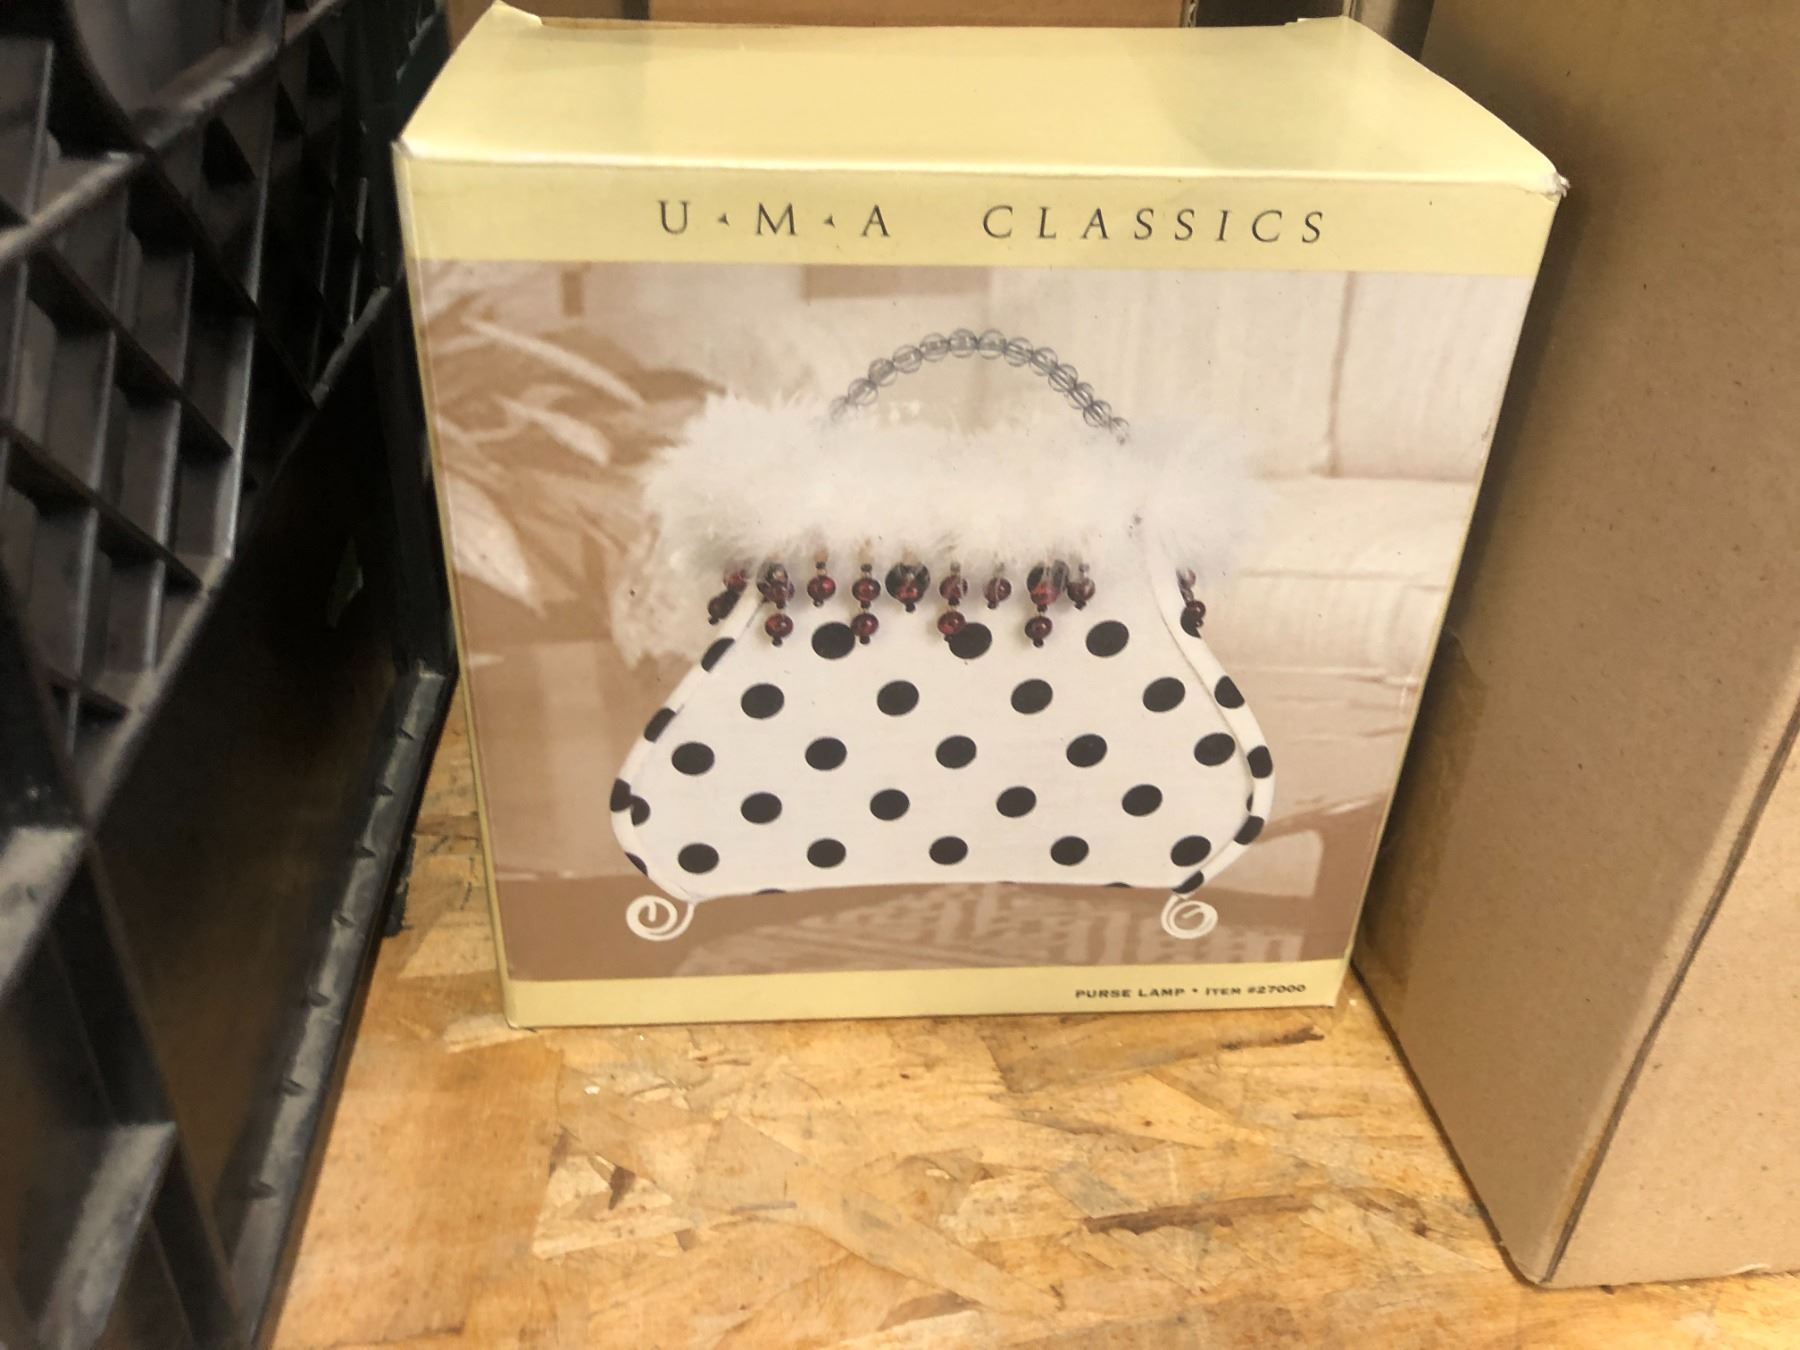 U·M·A CLASSICS
PURSE LAMP • ITEM #27000